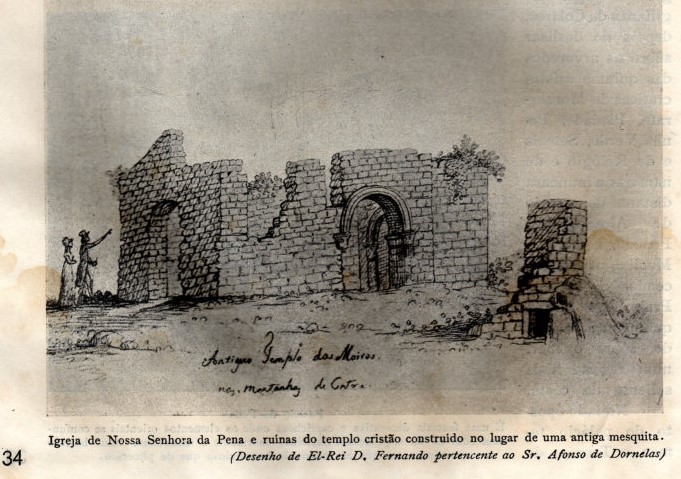 Antiguo Templo dos Moiros
nas Montanhas de Cntra.
Igreja de Nossa Senhora da Pena e ruínas do templo cristão construido no lugar de uma antiga mesquita.
(Desenho de El-Rei D. Fernando pertencente ao Sr. Afonso de Dornelas)
34